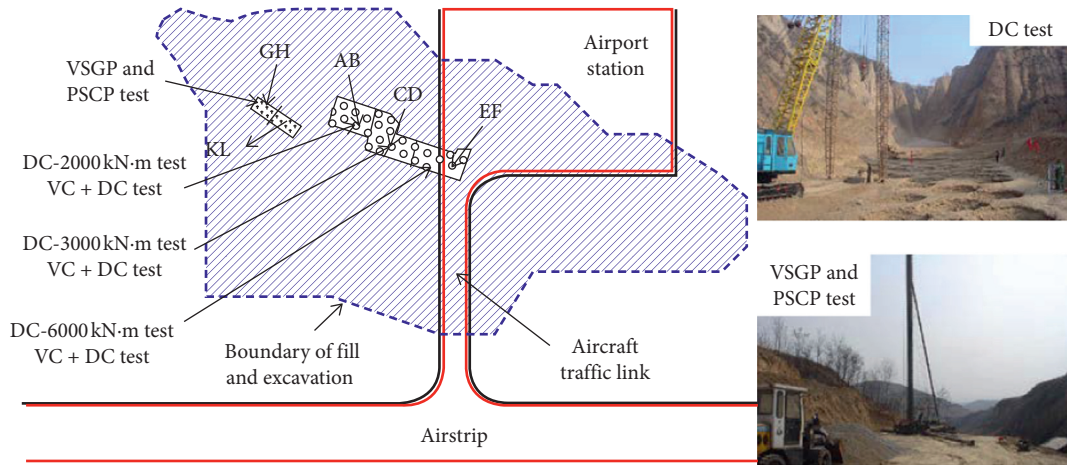 GH
VSGP and
PSCP test
AB
CD
EF
KL
DC-2000 kN·m test
VC + DC test
DC-3000 kN·m test
VC + DC test
DC-6000 kN·m test
VC + DC test
Boundary of fill
and excavation
Aircraft
traffic link
Airport
station
Airstrip
DC test
VSGP and
PSCP test